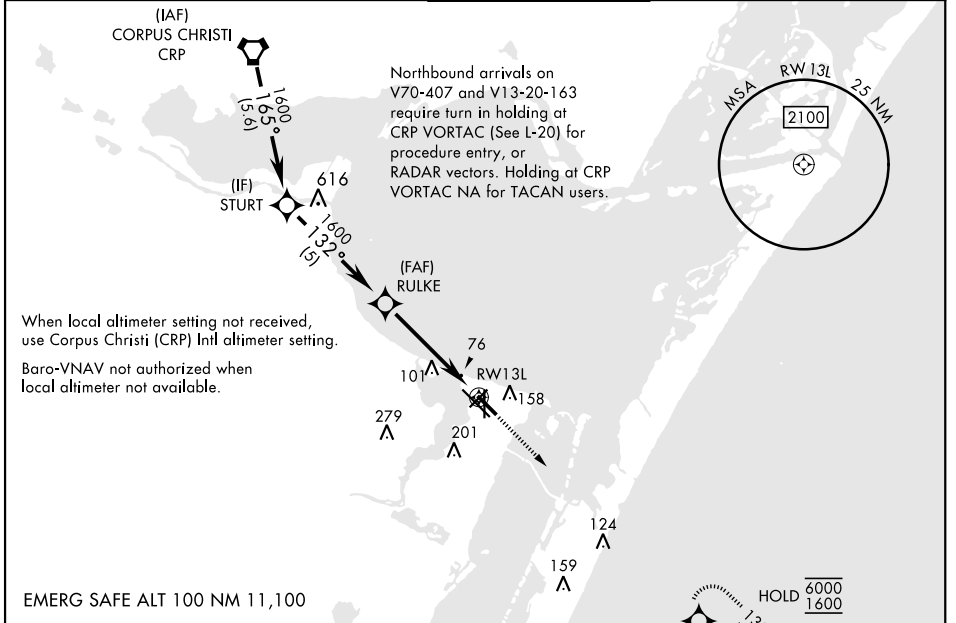 (IAF)
CORPUS CHRISTI
CRP
1600
165°
(5.6)
Northbound arrivals on
V70-407 and V13-20-163
require turn in holding at
CRP VORTAC (See L-20) for
procedure entry, or
RADAR vectors. Holding at CRP
VORTAC NA for TACAN users.
MSA RW 13L 25 NM
2100
(IF)
STURT
616
1600
132°
(5)
(FAF)
RULKE
When local altimeter setting not received,
use Corpus Christi (CRP) Intl altimeter setting.
Baro-VNAV not authorized when
local altimeter not available.
76
101
RW13L
158
279
201
124
159
EMERG SAFE ALT 100 NM 11,100
HOLD 6000
1600